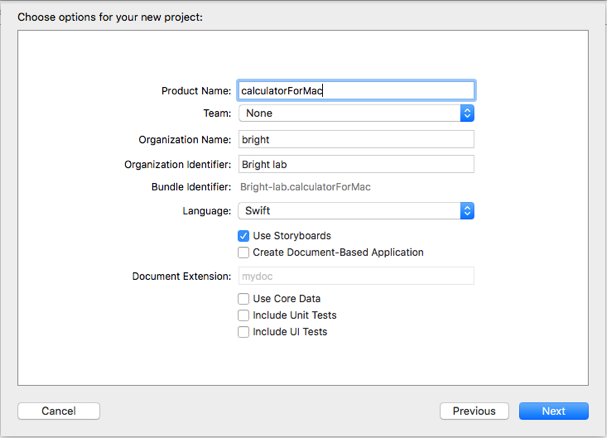 Choose options for your new project:
Product Name: calculatorForMac
Team: None
Organization Name: bright
Organization Identifier: Bright lab
Bundle Identifier: Bright-lab.calculatorForMac
Language: Swift
Use Storyboards
Create Document-Based Application
Document Extension: mydoc
Use Core Data
Include Unit Tests
Include UI Tests
Cancel Previous Next